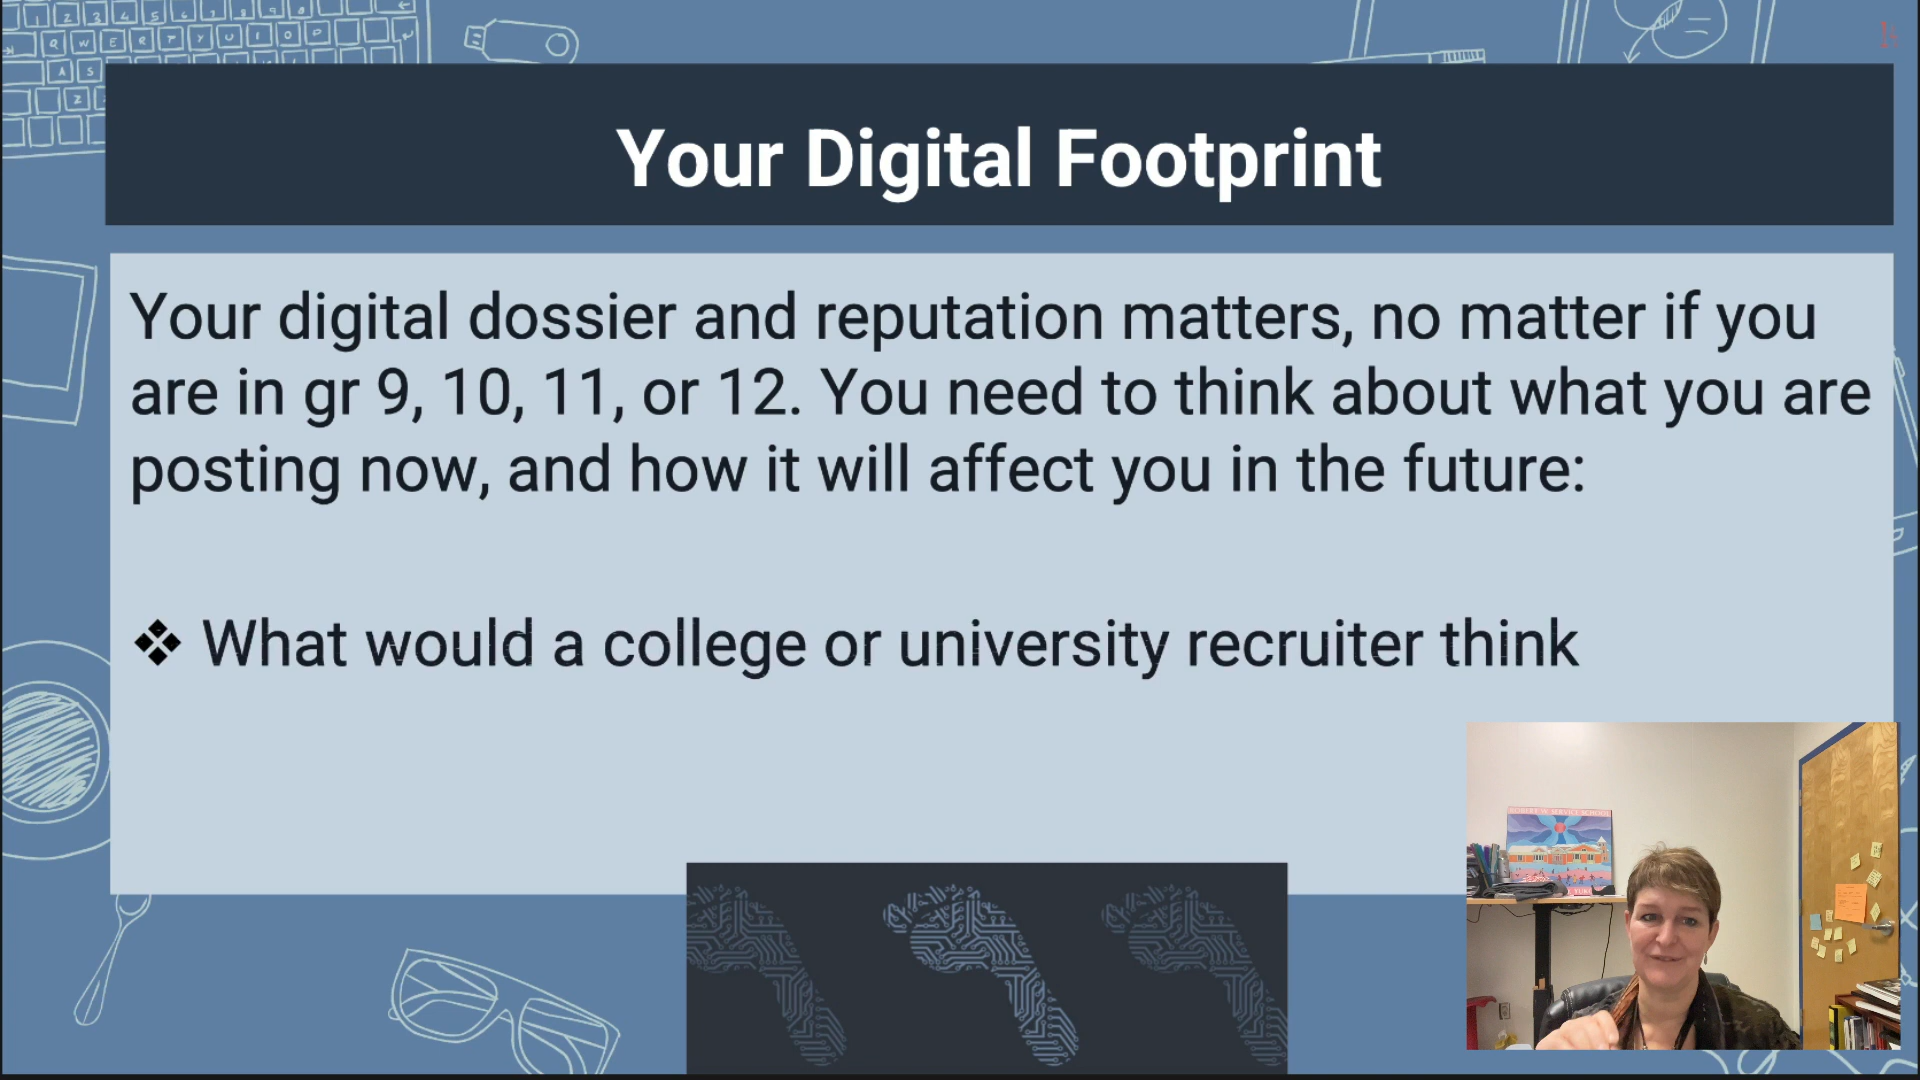 Your Digital Footprint
Your digital dossier and reputation matters, no matter if you
are in gr 9, 10, 11, or 12. You need to think about what you are
posting now, and how it will affect you in the future:
❖ What would a college or university recruiter think